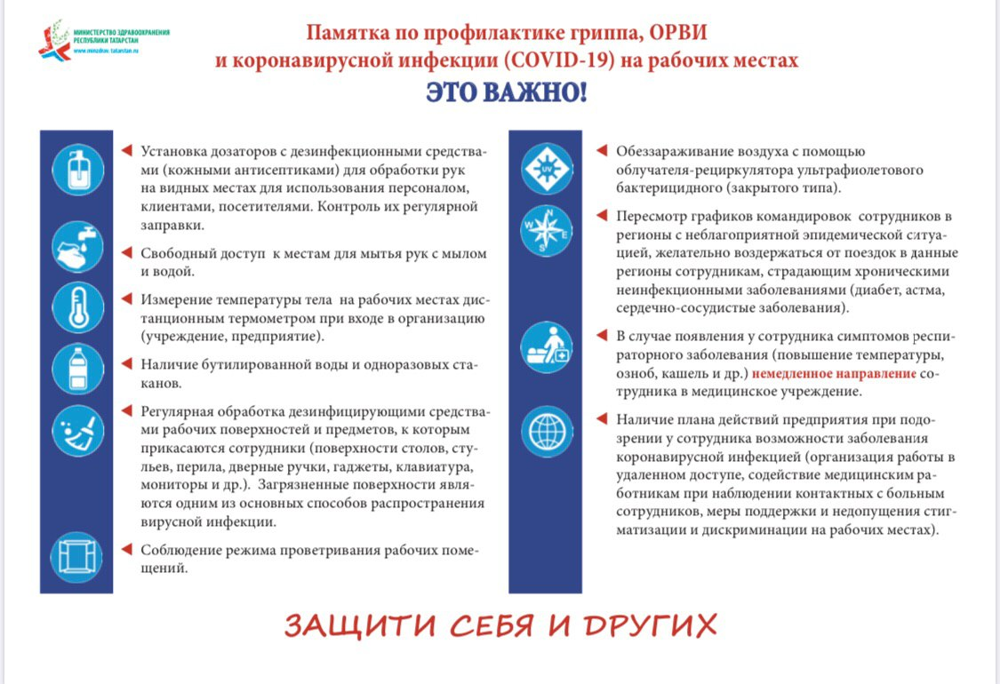 МИНИСТЕРСТВО ЗДРАВООХРАНЕНИЯ
РЕСПУБЛИКИ ТАТАРСТАН
www.minzdrav.tatarstan.ru
Памятка по профилактике гриппа, ОРВИ
и коронавирусной инфекции (COVID-19) на рабочих местах
ЭТО ВАЖНО!
Установка дозаторов с дезинфекционными средства-
ми (кожными антисептиками) для обработки рук
на видных местах для использования персоналом,
клиентами, посетителями. Контроль их регулярной
заправки.
Свободный доступ к местам для мытья рук с мылом
и водой.
Измерение температуры тела на рабочих местах дис-
танционным термометром при входе в организацию
(учреждение, предприятие).
Наличие бутилированной воды и одноразовых ста-
канов.
Регулярная обработка дезинфицирующими средства-
ми рабочих поверхностей и предметов, к которым
прикасаются сотрудники (поверхности столов, сту-
льев, перила, дверные ручки, гаджеты, клавиатура,
мониторы и др.). Загрязненные поверхности явля-
ются одним из основных способов распространения
вирусной инфекции.
Соблюдение режима проветривания рабочих поме-
щений.
UV
Обеззараживание воздуха с помощью
облучателя-рециркулятора ультрафиолетового
бактерицидного (закрытого типа).
N
W E
S
Пересмотр графиков командировок сотрудников в
регионы с неблагоприятной эпидемической ситуа-
цией, желательно воздержаться от поездок в данные
регионы сотрудникам, страдающим хроническими
неинфекционными заболеваниями (диабет, астма,
сердечно-сосудистые заболевания).
В случае появления у сотрудника симптомов респи-
раторного заболевания (повышение температуры,
озноб, кашель и др.) немедленное направление со-
трудника в медицинское учреждение.
Наличие плана действий предприятия при подо-
зрении у сотрудника возможности заболевания
коронавирусной инфекцией (организация работы в
удаленном доступе, содействие медицинским ра-
ботникам при наблюдении контактных с больным
сотрудников, меры поддержки и недопущения стиг-
матизации и дискриминации на рабочих местах).
ЗАЩИТИ СЕБЯ И ДРУГИХ